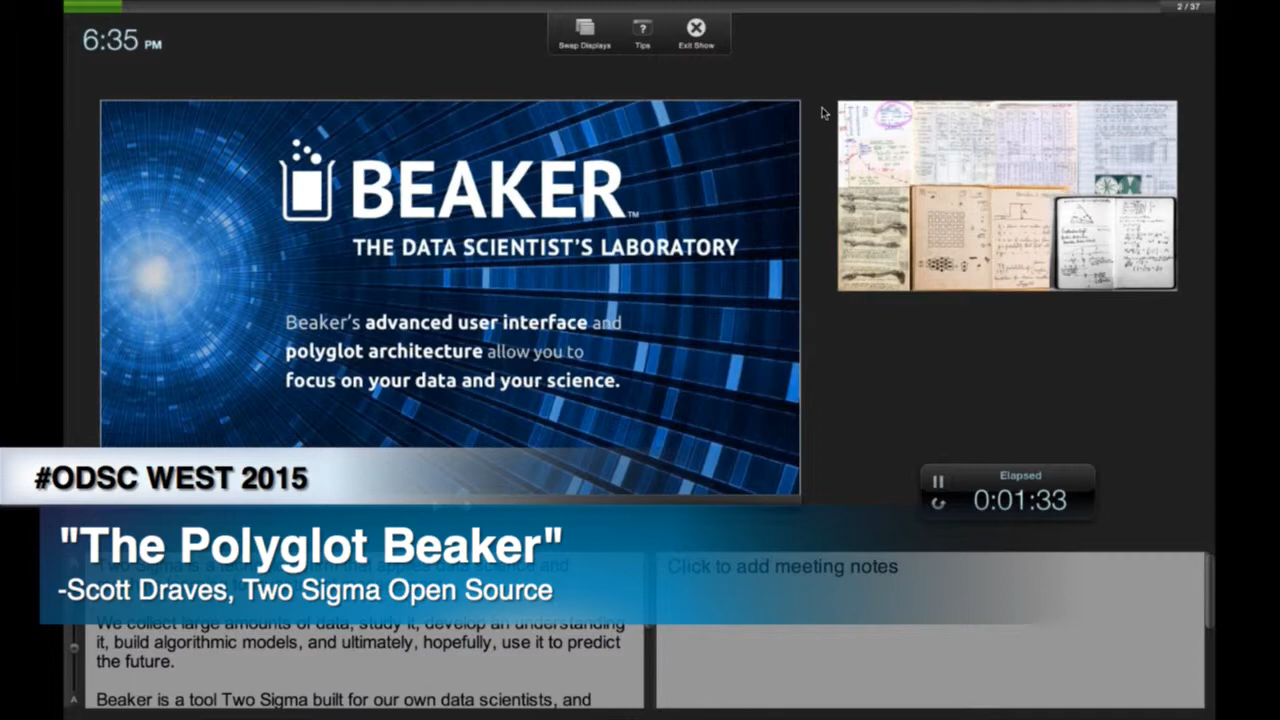 2 / 37
6:35 PM
Swap Displays
?
Tips
Exit Show
BEAKER™
THE DATA SCIENTIST'S LABORATORY
Beaker's advanced user interface and
polyglot architecture allow you to
focus on your data and your science.
Elapsed
0:01:33
#ODSC WEST 2015
"The Polyglot Beaker"
-Scott Draves, Two Sigma Open Source
Click to add meeting notes
We collect large amounts of data, study it, develop an understanding
it, build algorithmic models, and ultimately, hopefully, use it to predict
the future.
Beaker is a tool Two Sigma built for our own data scientists, and
A